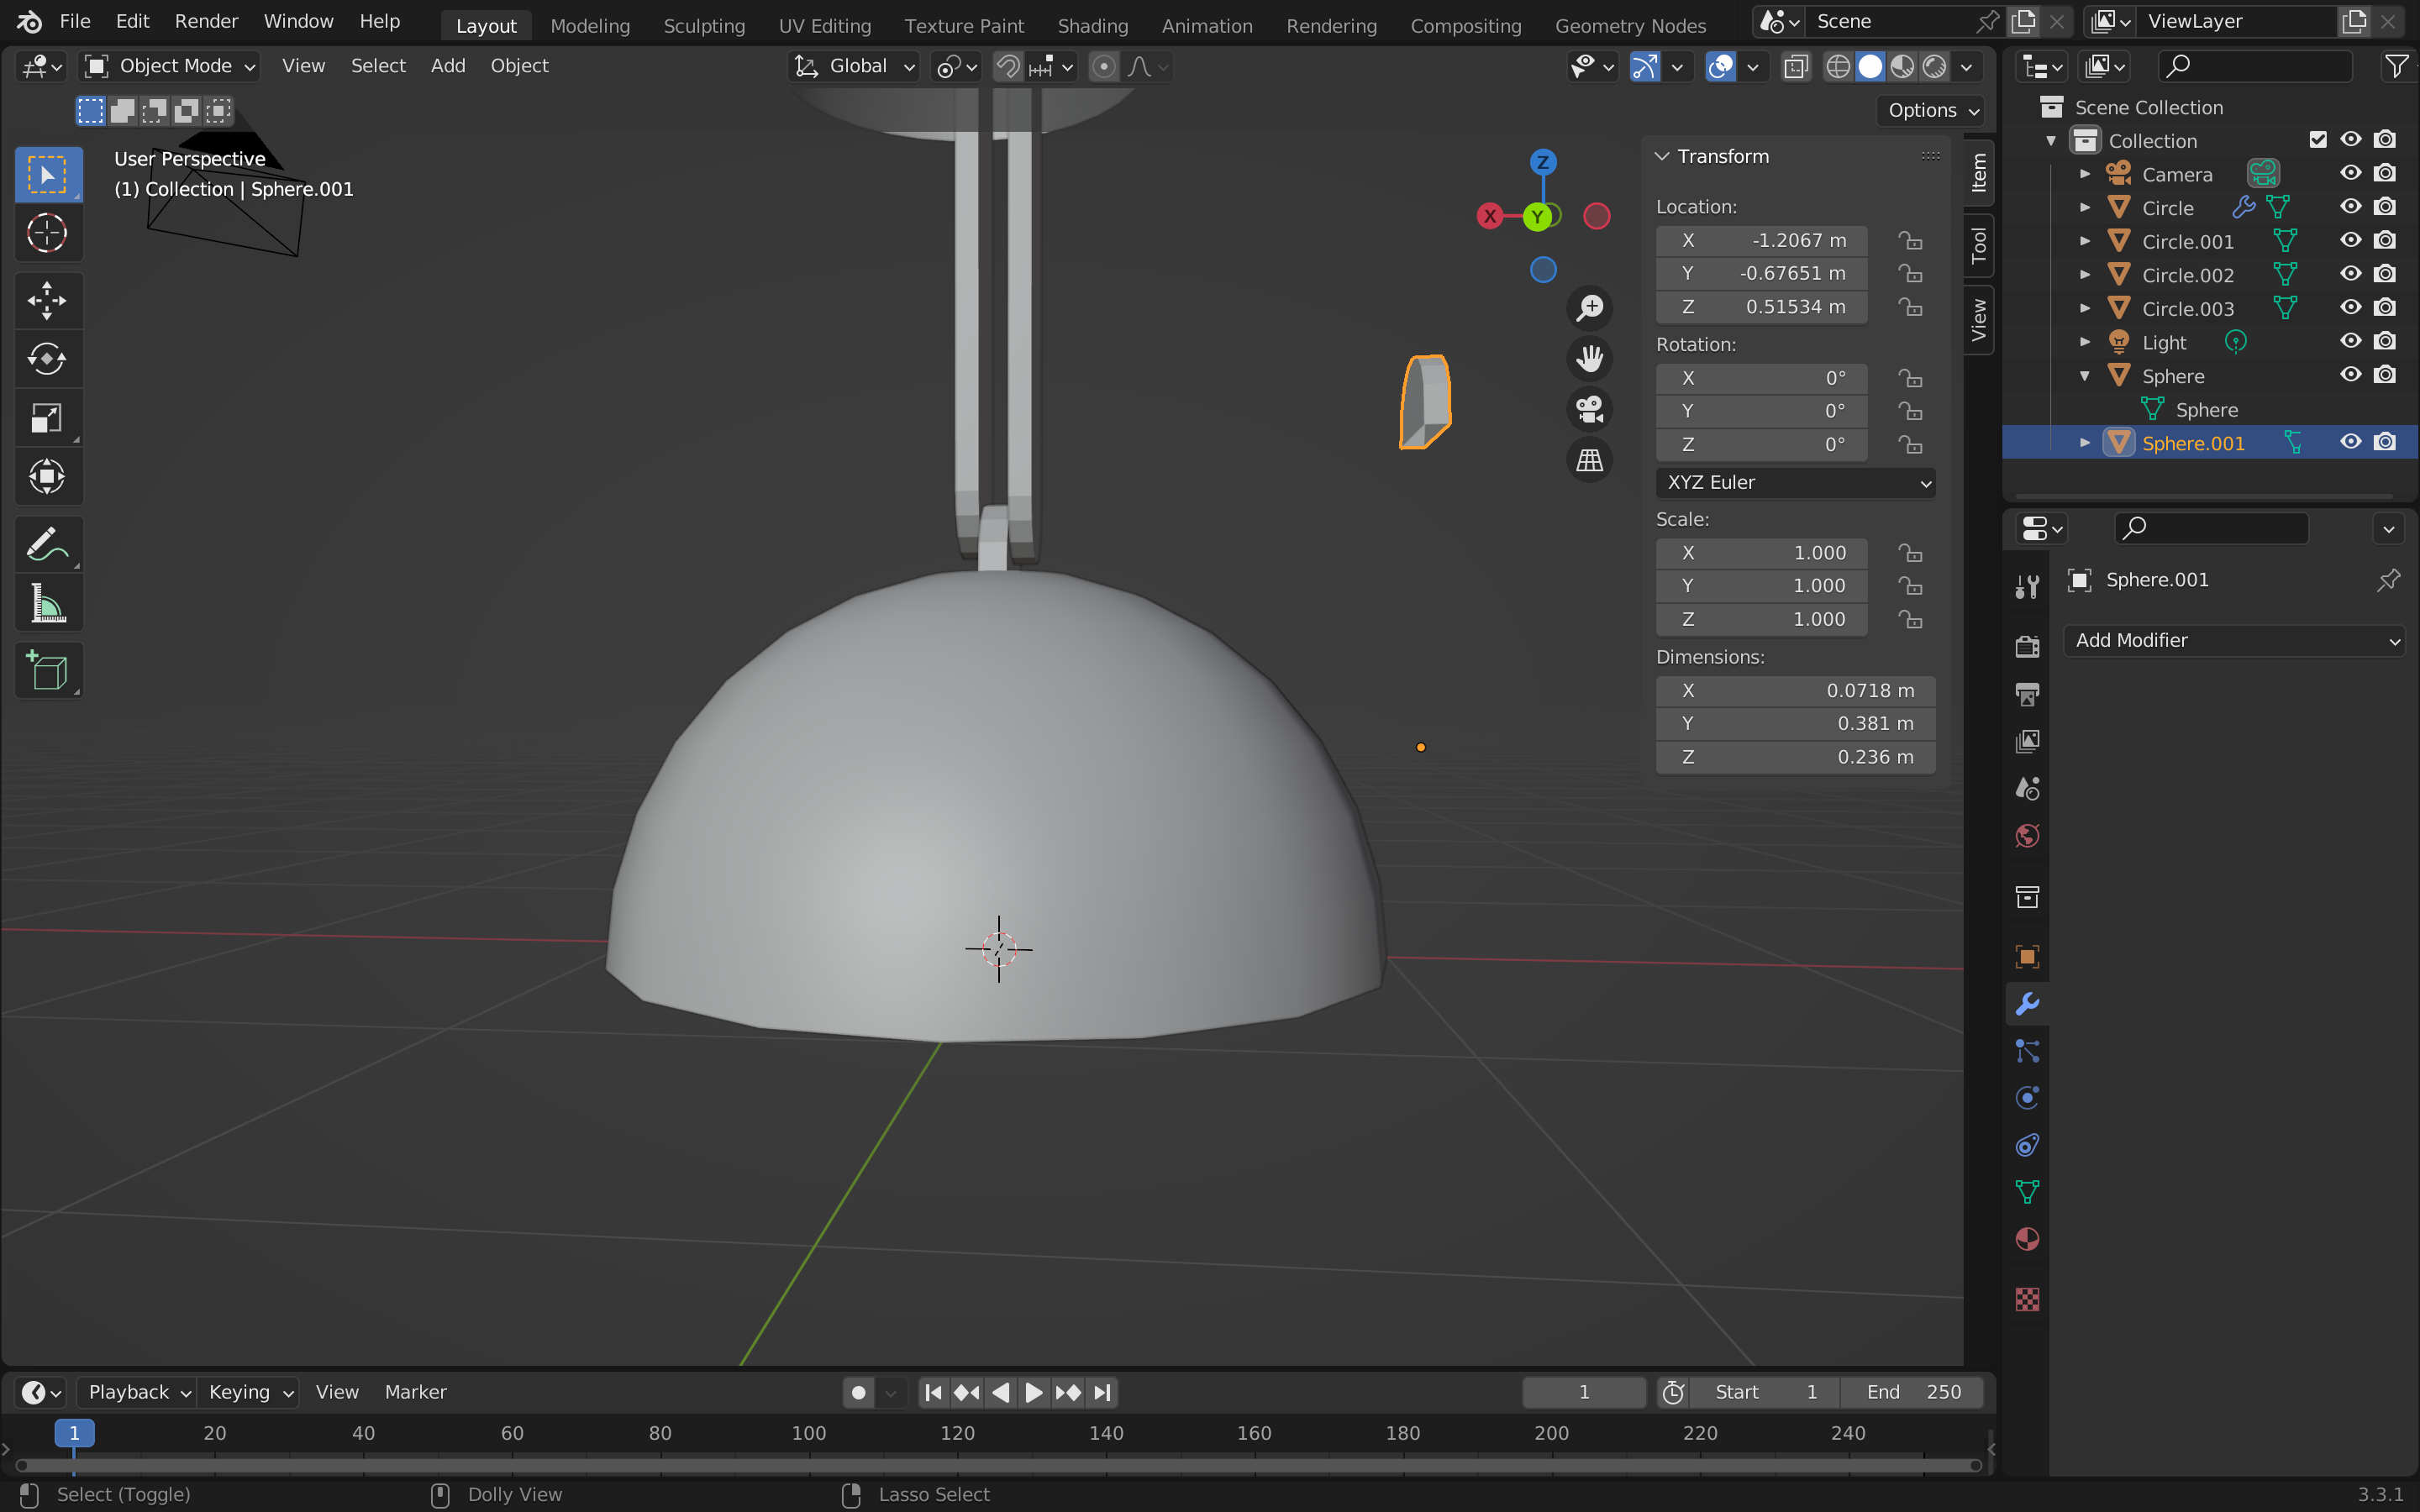 File Edit Render Window Help Layout Modeling Sculpting UV Editing Texture Paint Shading Animation Rendering Compositing Geometry Nodes Scene ViewLayer
Object Mode View Select Add Object Global
Options
User Perspective
(1) Collection | Sphere.001
Z
X
Y
Transform
Location:
X -1.2067 m
Y -0.67651 m
Z 0.51534 m
Rotation:
X 0°
Y 0°
Z 0°
XYZ Euler
Scale:
X 1.000
Y 1.000
Z 1.000
Dimensions:
X 0.0718 m
Y 0.381 m
Z 0.236 m
Item
Tool
View
Scene Collection
Collection
Camera
Circle
Circle.001
Circle.002
Circle.003
Light
Sphere
Sphere
Sphere.001
Sphere.001
Add Modifier
Playback Keying View Marker 1 Start 1 End 250
1 20 40 60 80 100 120 140 160 180 200 220 240
Select (Toggle) Dolly View Lasso Select 3.3.1